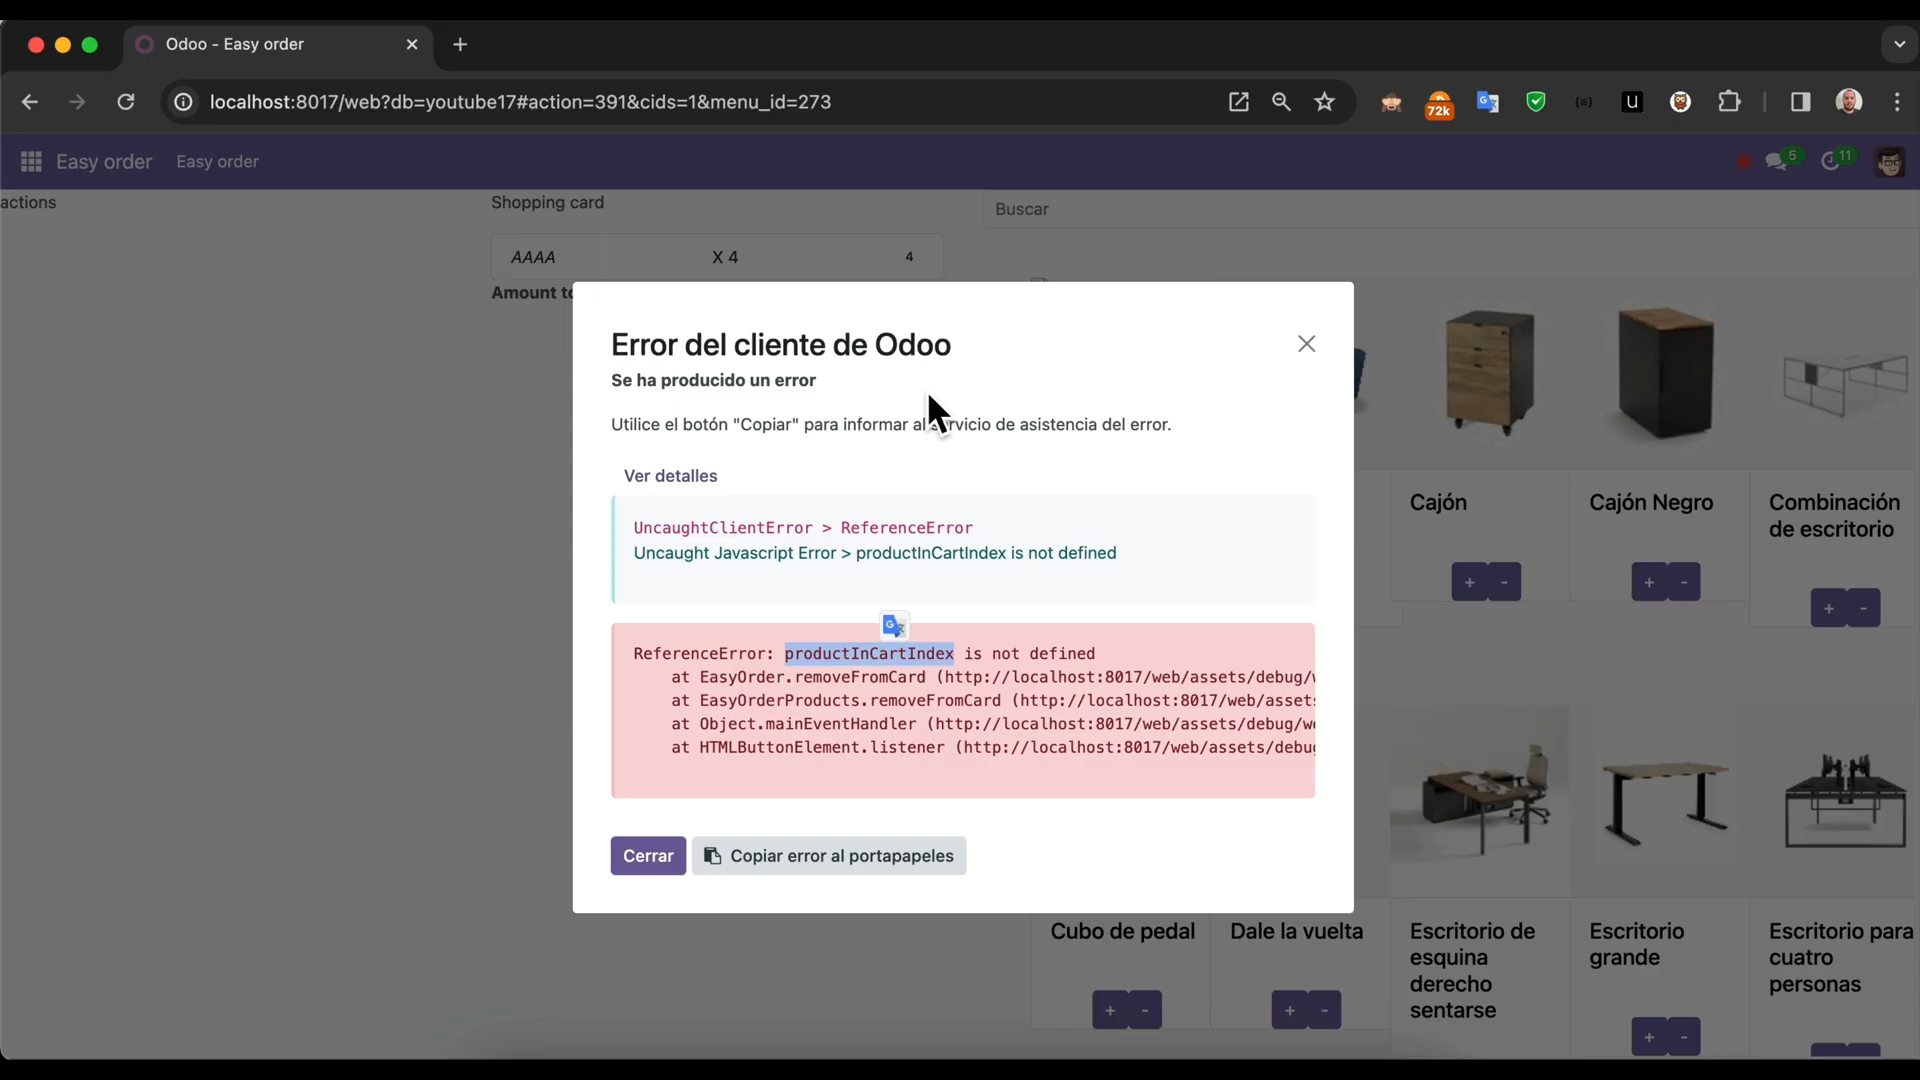 Odoo - Easy order
localhost:8017/web?db=youtube17#action=391&cids=1&menu_id=273
72k
U
Easy order
Easy order
5
11
actions
Shopping card
Buscar
AAAA
X 4
4
Amount to
Error del cliente de Odoo
Se ha producido un error
Utilice el botón "Copiar" para informar al servicio de asistencia del error.
Ver detalles
UncaughtClientError > ReferenceError
Uncaught Javascript Error > productInCartIndex is not defined
ReferenceError: productInCartIndex is not defined
at EasyOrder.removeFromCard (http://localhost:8017/web/assets/debug/w
at EasyOrderProducts.removeFromCard (http://localhost:8017/web/assets
at Object.mainEventHandler (http://localhost:8017/web/assets/debug/we
at HTMLButtonElement.listener (http://localhost:8017/web/assets/debug
Cerrar
Copiar error al portapapeles
Cajón
+ -
Cajón Negro
+ -
Combinación
de escritorio
+ -
Cubo de pedal
+ -
Dale la vuelta
+ -
Escritorio de
esquina
derecho
sentarse
Escritorio
grande
+ -
Escritorio para
cuatro
personas